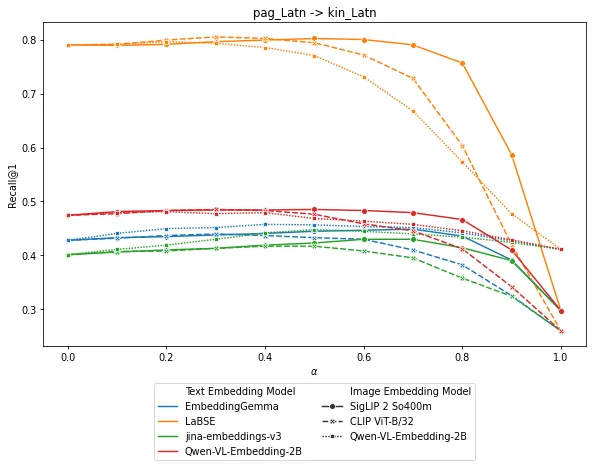 pag_Latn -> kin_Latn
Recall@1
0.8
0.7
0.6
0.5
0.4
0.3
0.0 0.2 0.4 0.6 0.8 1.0
α
Text Embedding Model Image Embedding Model
EmbeddingGemma SigLIP 2 So400m
LaBSE CLIP ViT-B/32
jina-embeddings-v3 Qwen-VL-Embedding-2B
Qwen-VL-Embedding-2B